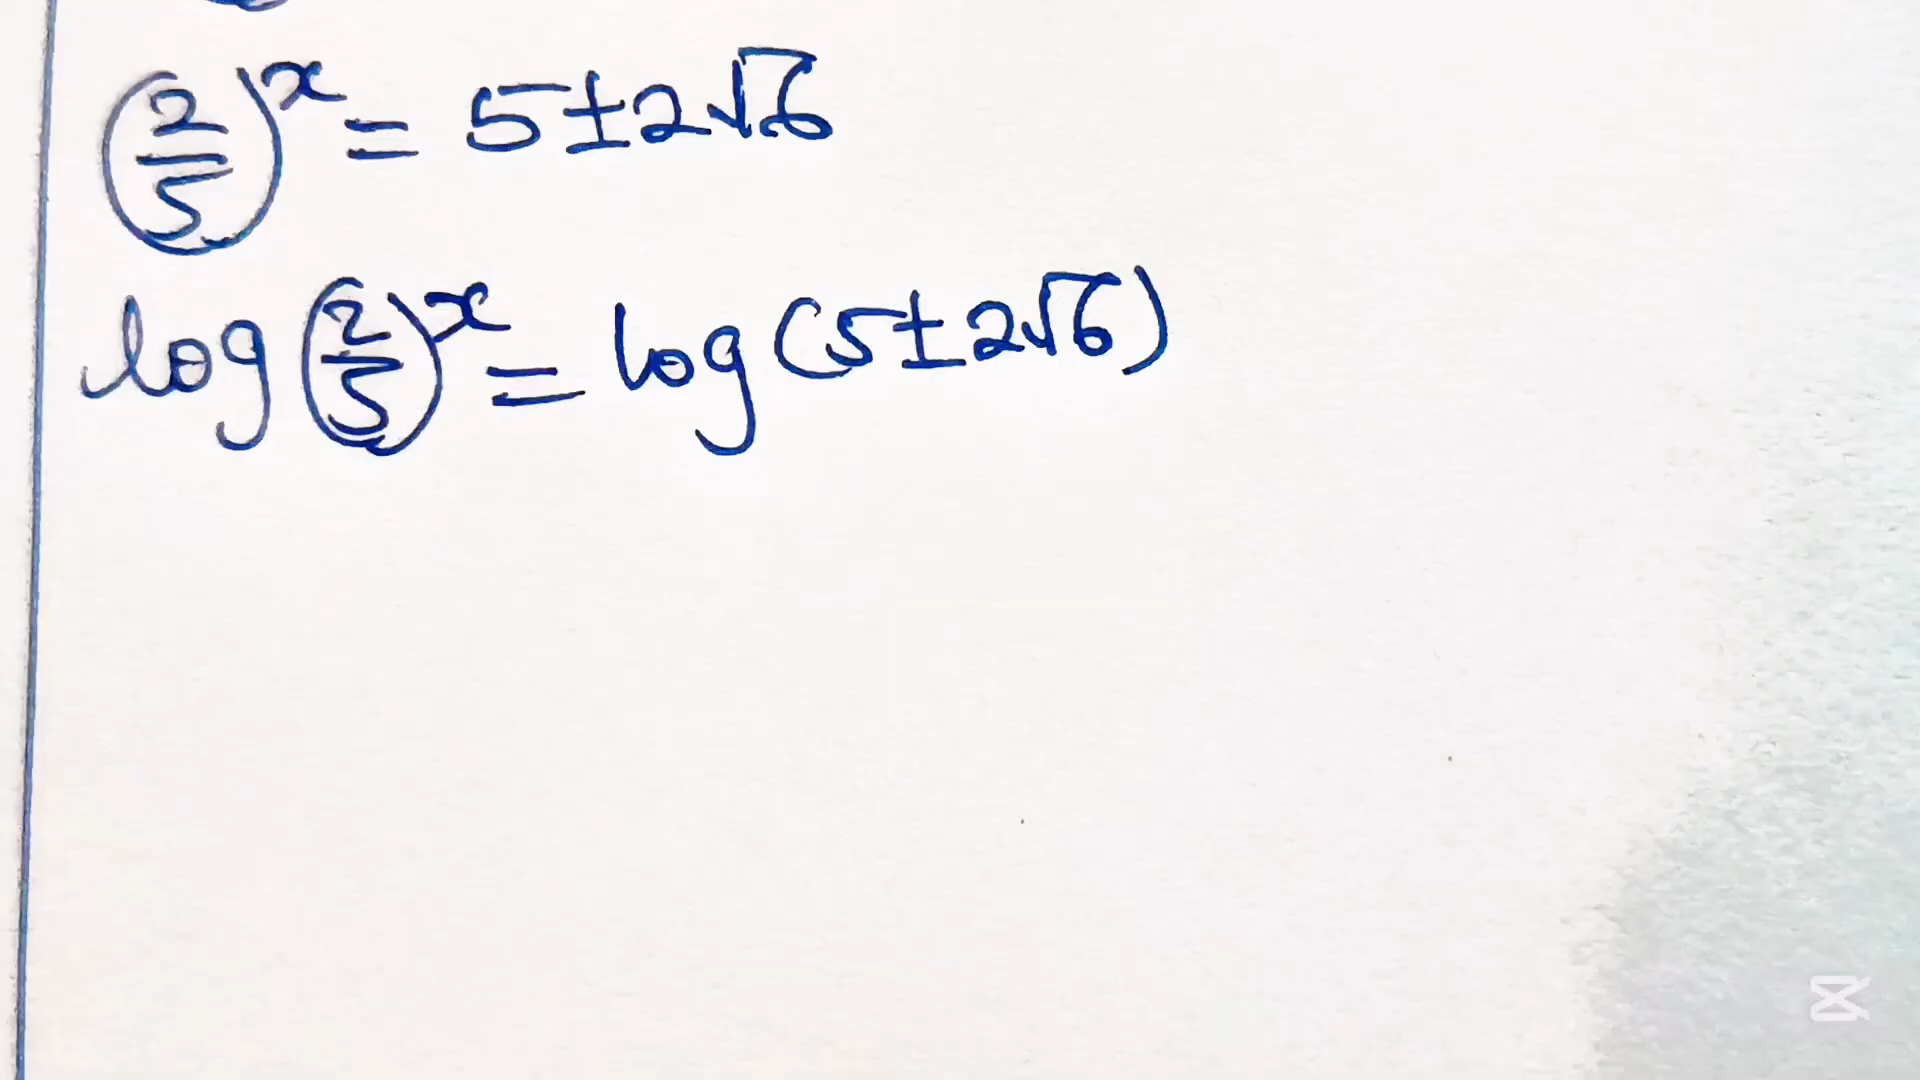 (2/5)^x = 5±2√6
log(2/5)^x = log(5±2√6)